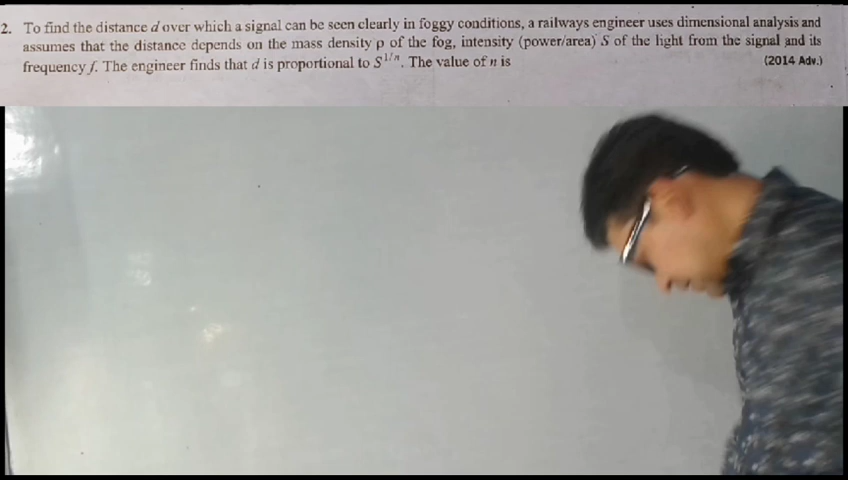 2. To find the distance d over which a signal can be seen clearly in foggy conditions, a railways engineer uses dimensional analysis and
assumes that the distance depends on the mass density ρ of the fog, intensity (power/area) S of the light from the signal and its
frequency f. The engineer finds that d is proportional to S^1/n. The value of n is (2014 Adv.)